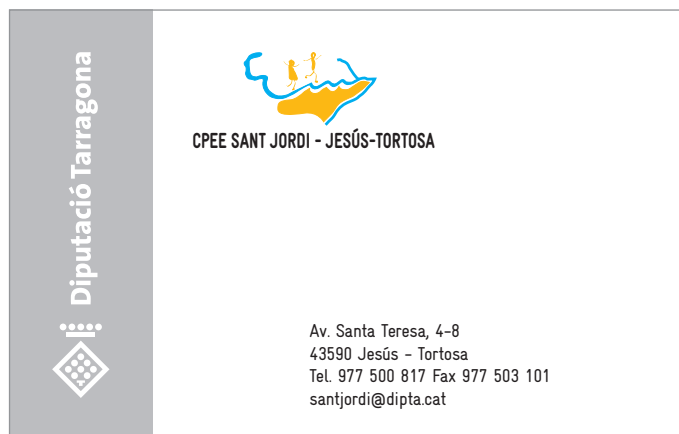 Diputació Tarragona
CPEE SANT JORDI - JESÚS-TORTOSA
Av. Santa Teresa, 4-8
43590 Jesús - Tortosa
Tel. 977 500 817 Fax 977 503 101
santjordi@dipta.cat